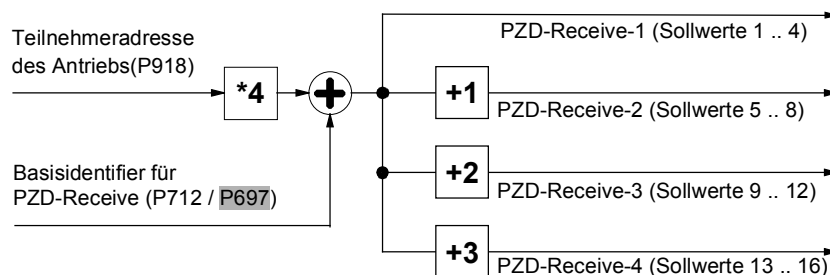 Teilnehmeradresse
des Antriebs(P918)
*4
+
PZD-Receive-1 (Sollwerte 1 .. 4)
+1
PZD-Receive-2 (Sollwerte 5 .. 8)
Basisidentifier für
PZD-Receive (P712 / P697)
+2
PZD-Receive-3 (Sollwerte 9 .. 12)
+3
PZD-Receive-4 (Sollwerte 13 .. 16)